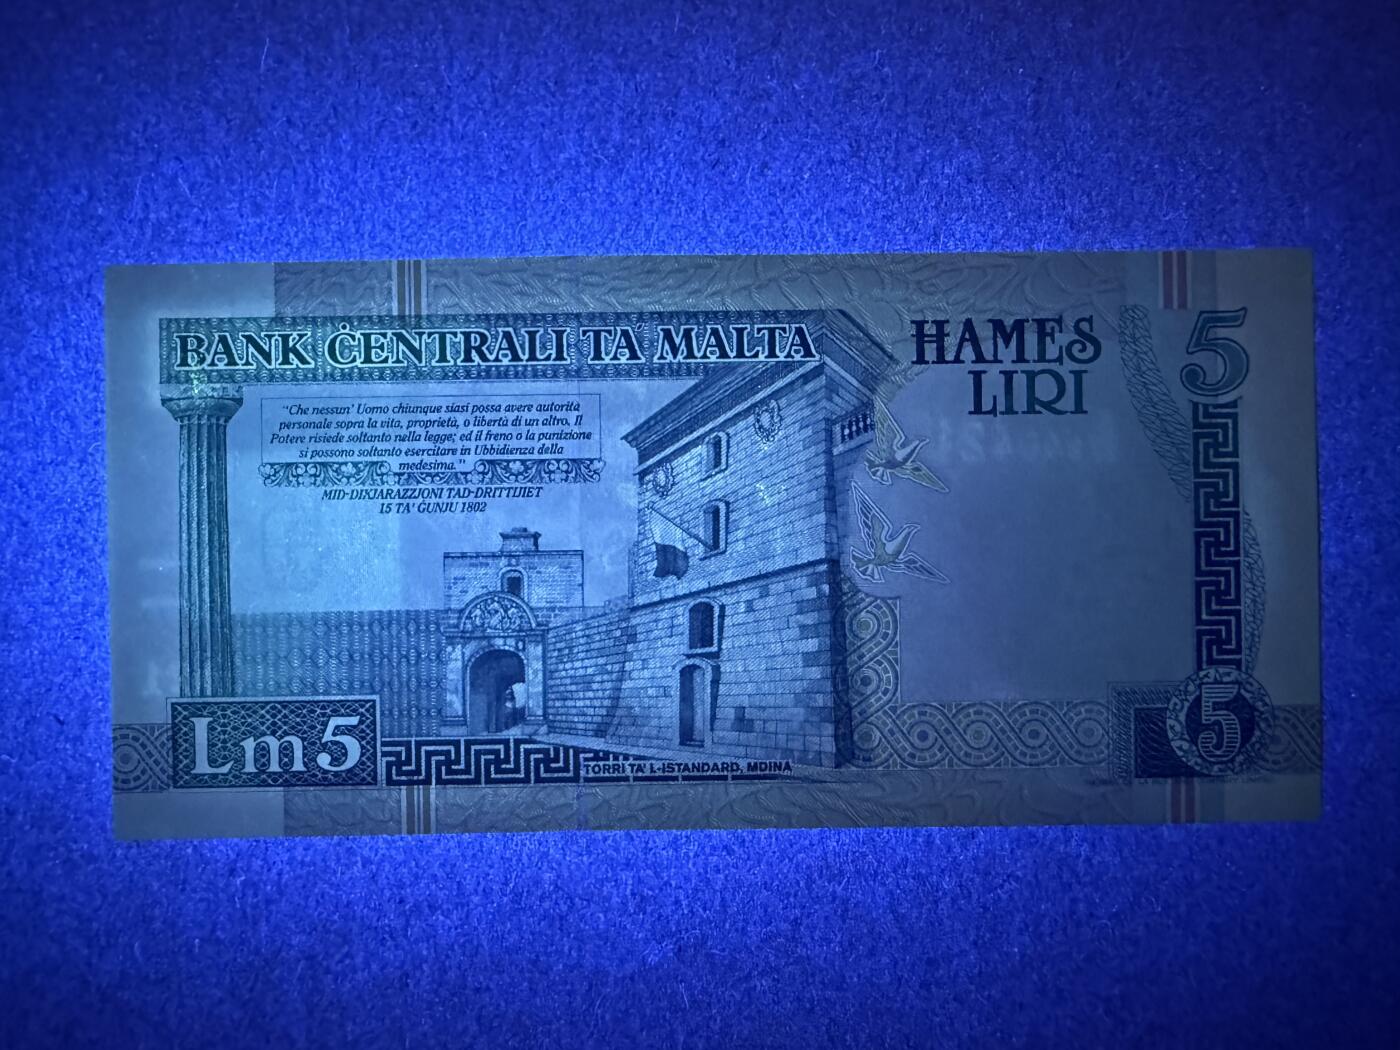 BANK ĊENTRALI TA' MALTA
ĦAMES
LIRI
5
"Che nessun' Uomo chiunque siasi possa avere autorità
personale sopra la vita, proprietà, o libertà di un altro. Il
Potere risiede soltanto nella legge; ed il freno o la punizione
si possono soltanto esercitare in Ubbidienza della
medesima."
MID-DIKJARAZZJONI TAD-DRITTIJIET
15 TA' ĠUNJU 1802
Lm5
TORRI TA' L-ISTANDARD, MDINA
5